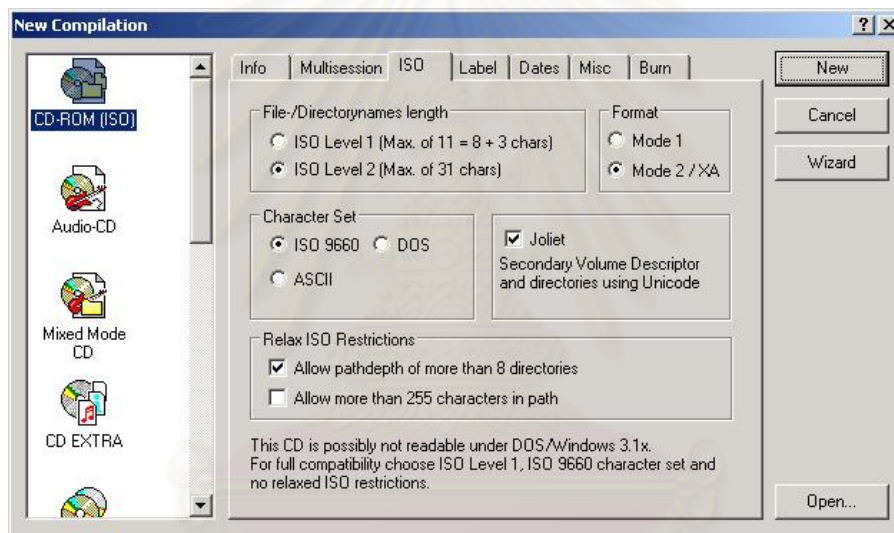 New Compilation
CD-ROM (ISO)
Audio-CD
Mixed Mode
CD
CD EXTRA
Info Multisession ISO Label Dates Misc Burn
File-/Directorynames length
ISO Level 1 (Max. of 11 = 8 + 3 chars)
ISO Level 2 (Max. of 31 chars)
Format
Mode 1
Mode 2 / XA
Character Set
ISO 9660 DOS
ASCII
Joliet
Secondary Volume Descriptor
and directories using Unicode
Relax ISO Restrictions
Allow pathdepth of more than 8 directories
Allow more than 255 characters in path
This CD is possibly not readable under DOS/Windows 3.1x.
For full compatibility choose ISO Level 1, ISO 9660 character set and
no relaxed ISO restrictions.
New
Cancel
Wizard
Open...